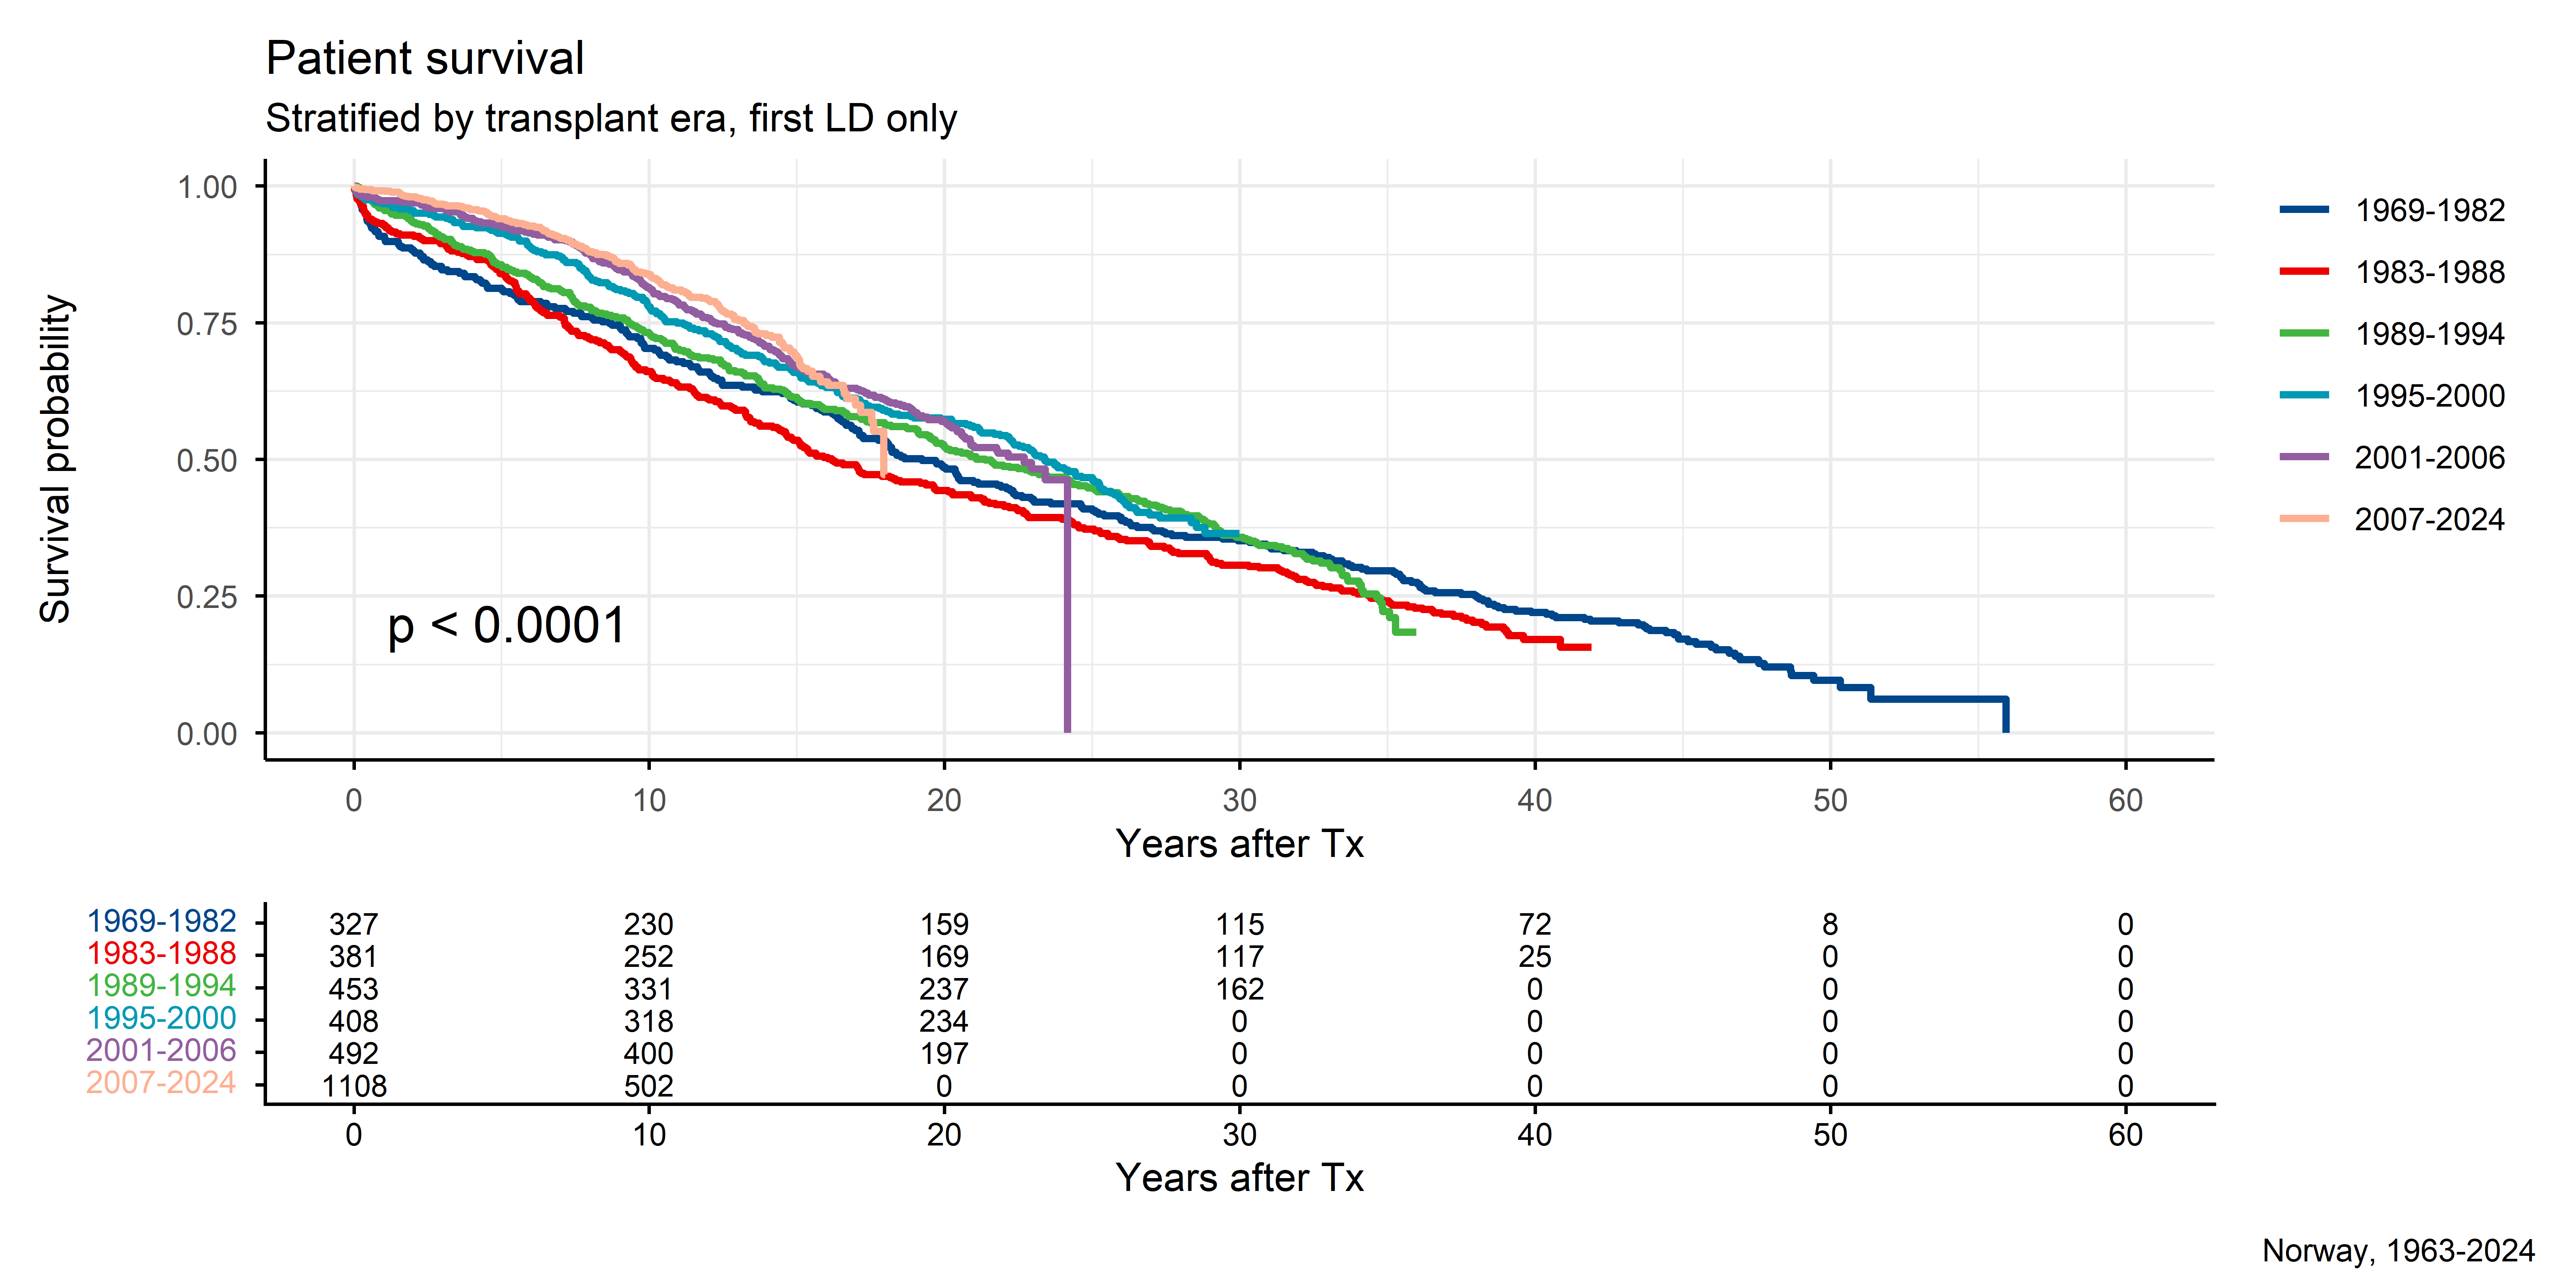 Patient survival
Stratified by transplant era, first LD only
Survival probability
1.00
0.75
0.50
0.25
0.00
p < 0.0001
0 10 20 30 40 50 60
Years after Tx
1969-1982
1983-1988
1989-1994
1995-2000
2001-2006
2007-2024
1969-1982 327 230 159 115 72 8 0
1983-1988 381 252 169 117 25 0 0
1989-1994 453 331 237 162 0 0 0
1995-2000 408 318 234 0 0 0 0
2001-2006 492 400 197 0 0 0 0
2007-2024 1108 502 0 0 0 0 0
0 10 20 30 40 50 60
Years after Tx
Norway, 1963-2024